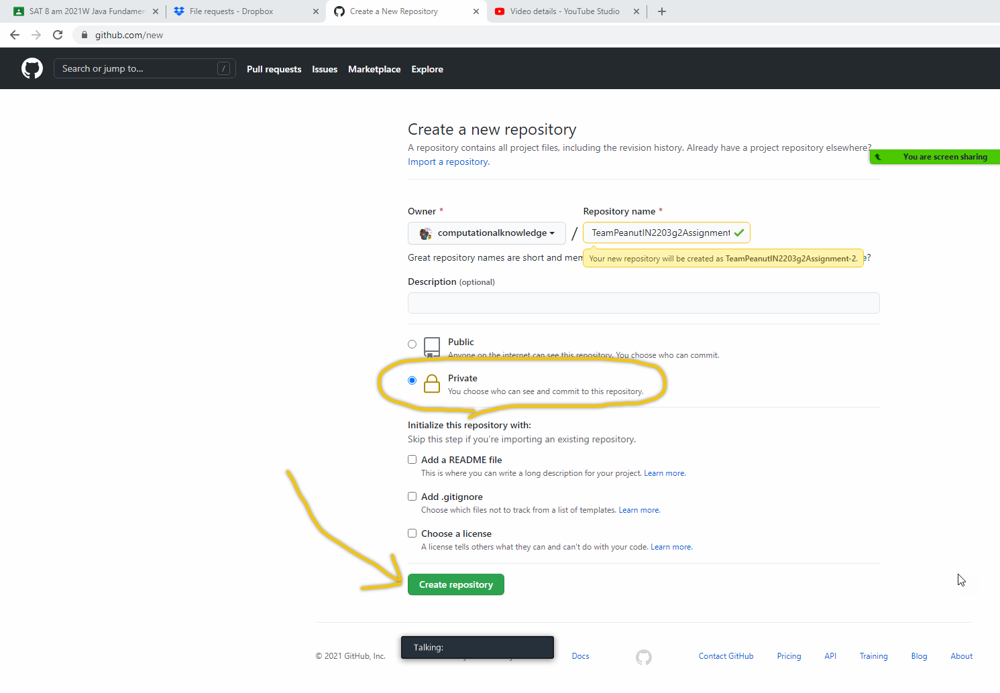 SAT 8 am 2021W Java Fundamen
File requests - Dropbox
Create a New Repository
Video details - YouTube Studio
github.com/new
Search or jump to... /
Pull requests Issues Marketplace Explore
Create a new repository
A repository contains all project files, including the revision history. Already have a project repository elsewhere?
Import a repository.
You are screen sharing
Owner *
Repository name *
computationalknowledge
/
TeamPeanutIN2203g2Assignment
Great repository names are short and mem
e?
Your new repository will be created as TeamPeanutIN2203g2Assignment-2.
Description (optional)
Public
Anyone on the internet can see this repository. You choose who can commit.
Private
You choose who can see and commit to this repository.
Initialize this repository with:
Skip this step if you're importing an existing repository.
Add a README file
This is where you can write a long description for your project. Learn more.
Add .gitignore
Choose which files not to track from a list of templates. Learn more.
Choose a license
A license tells others what they can and can't do with your code. Learn more.
Create repository
Talking:
© 2021 GitHub, Inc.
Docs
Contact GitHub
Pricing
API
Training
Blog
About